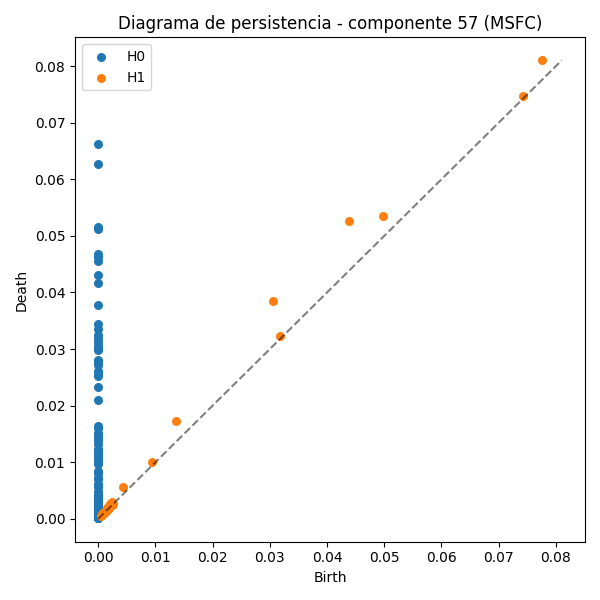 Diagrama de persistencia - componente 57 (MSFC)
H0
H1
0.08
0.07
0.06
0.05
0.04
0.03
0.02
0.01
0.00
Death
0.00 0.01 0.02 0.03 0.04 0.05 0.06 0.07 0.08
Birth